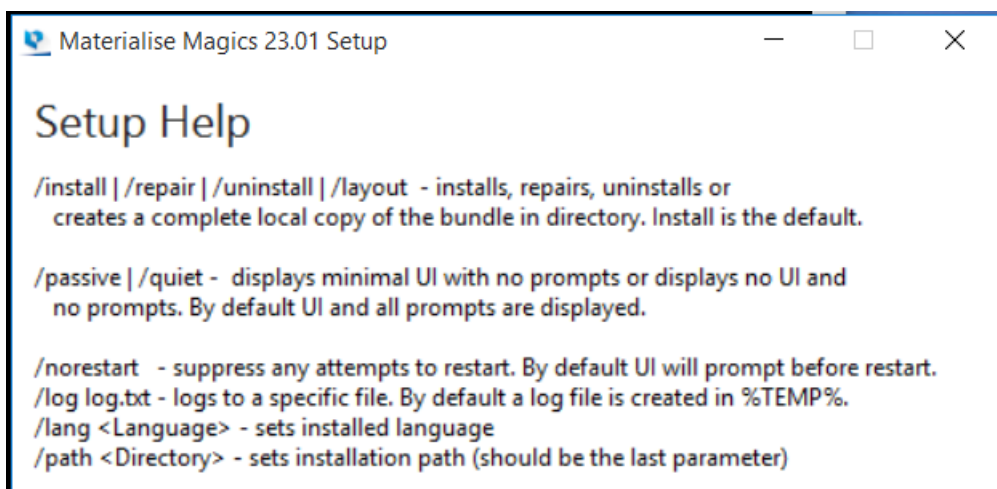 Materialise Magics 23.01 Setup
Setup Help
/install | /repair | /uninstall | /layout - installs, repairs, uninstalls or
creates a complete local copy of the bundle in directory. Install is the default.
/passive | /quiet - displays minimal UI with no prompts or displays no UI and
no prompts. By default UI and all prompts are displayed.
/norestart - suppress any attempts to restart. By default UI will prompt before restart.
/log log.txt - logs to a specific file. By default a log file is created in %TEMP%.
/lang <Language> - sets installed language
/path <Directory> - sets installation path (should be the last parameter)